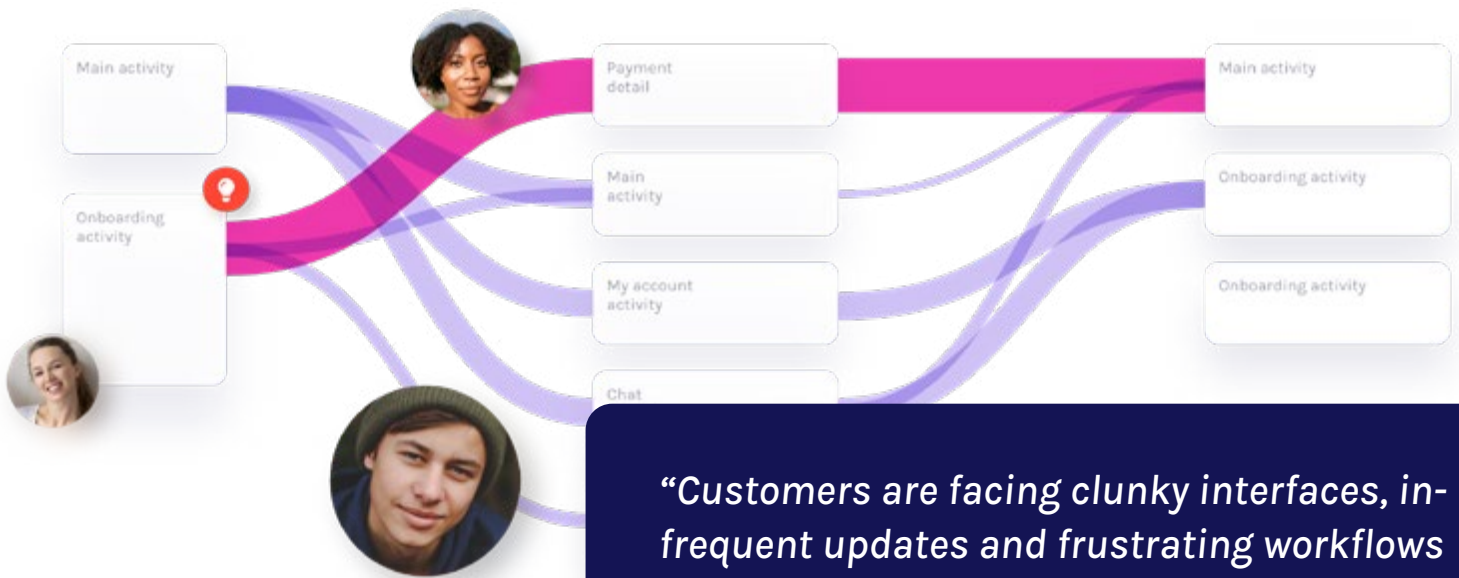 Main activity
Onboarding
activity
Payment
detail
Main
activity
My account
activity
Chat
Main activity
Onboarding activity
Onboarding activity
“Customers are facing clunky interfaces, in-
frequent updates and frustrating workflows